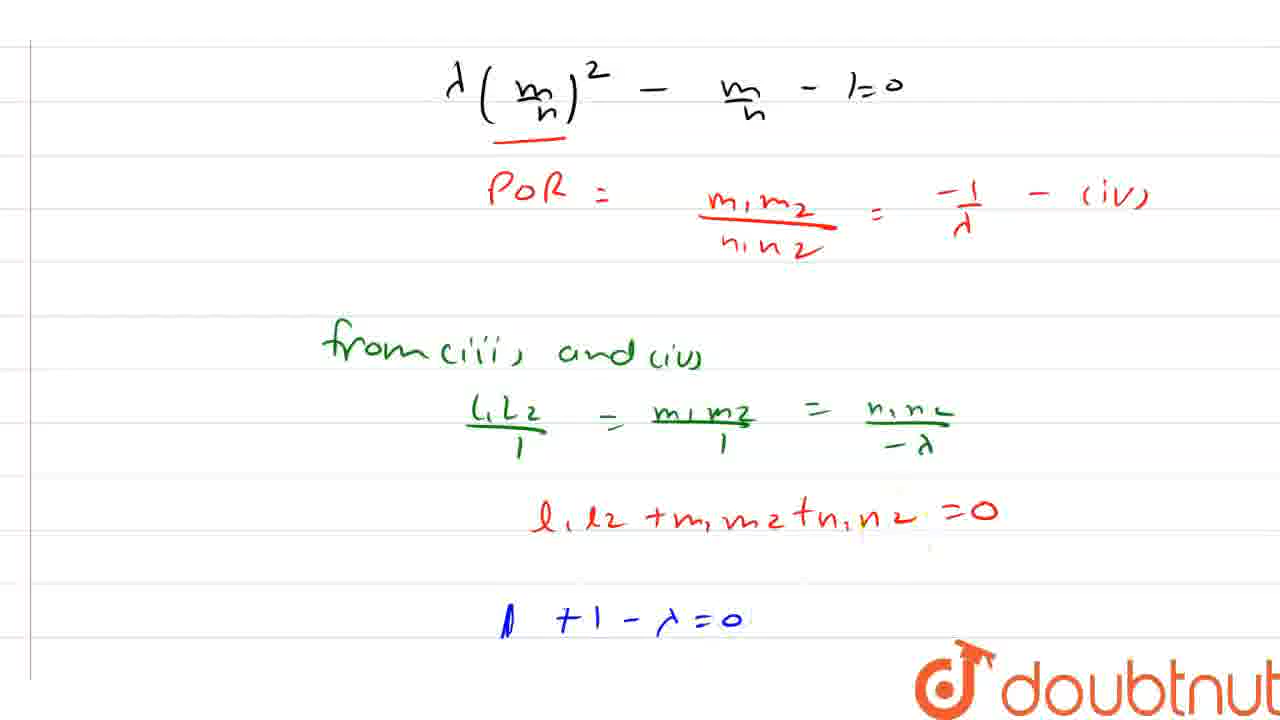 λ(m/n)² - m/n - 1=0
POR = m₁m₂/n₁n₂ = -1/λ - (iv)
from (iii) and (iv)
l₁l₂/1 = m₁m₂/1 = n₁n₂/-λ
l₁l₂ + m₁m₂ + n₁n₂ = 0
1 + 1 - λ = 0
doubtnut